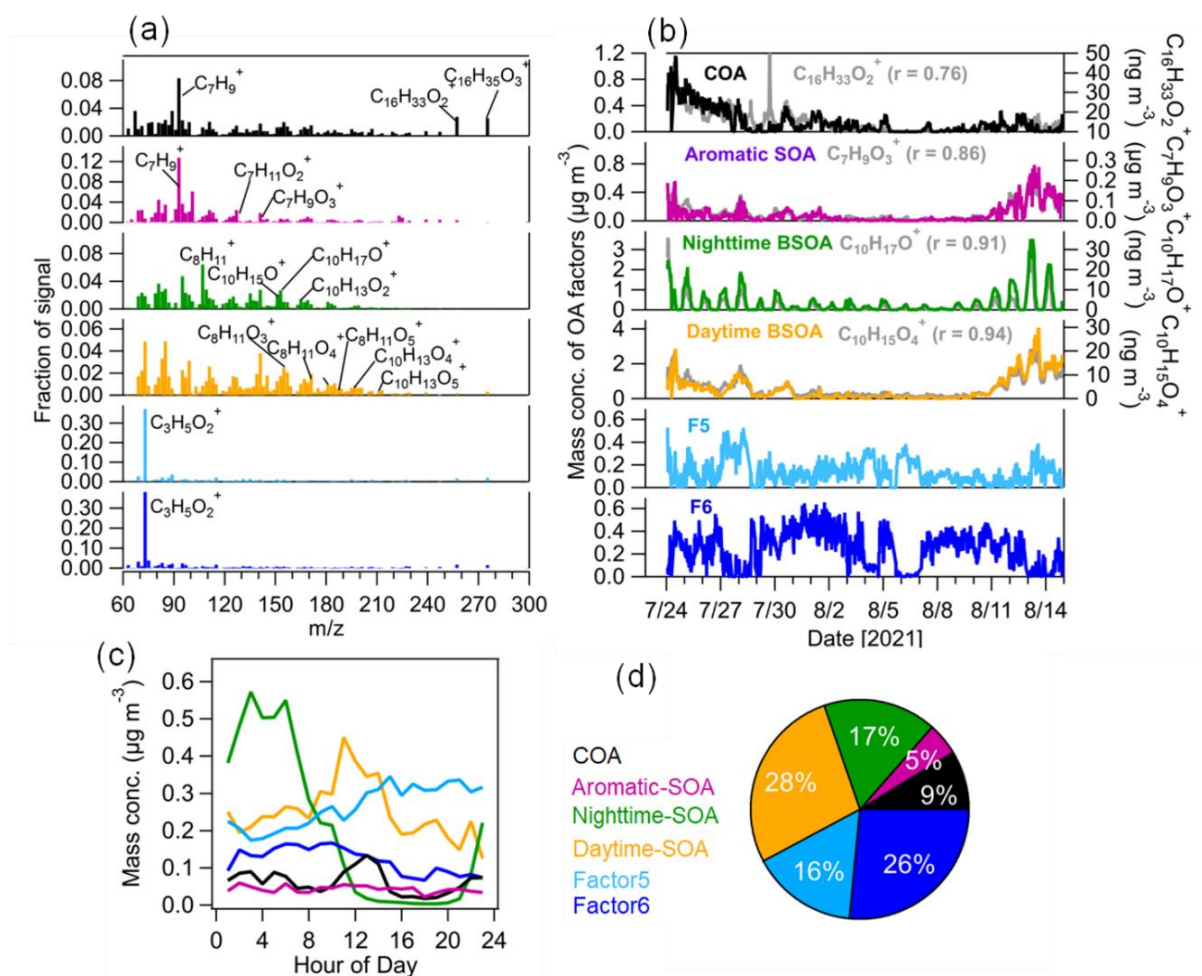 (a)
Fraction of signal
0.08
0.04
0.00
C₇H₉⁺
C₁₆H₃₃O₂⁺
C₁₆H₃₅O₃⁺
0.12
0.08
0.04
0.00
C₇H₉⁺
C₇H₁₁O₂⁺
C₇H₉O₃⁺
0.08
0.04
0.00
C₈H₁₁⁺
C₁₀H₁₅O⁺
C₁₀H₁₇O⁺
C₁₀H₁₃O₂⁺
0.06
0.04
0.02
0.00
C₈H₁₁O₃⁺
C₈H₁₁O₄⁺
C₈H₁₁O₅⁺
C₁₀H₁₃O₄⁺
C₁₀H₁₃O₅⁺
0.30
0.20
0.10
0.00
C₃H₅O₂⁺
0.30
0.20
0.10
0.00
C₃H₅O₂⁺
60 90 120 150 180 210 240 270 300
m/z
(b)
Mass conc. of OA factors (µg m⁻³)
1.2
0.8
0.4
0.0
COA
C₁₆H₃₃O₂⁺ (r = 0.76)
50
40
30
20
10
C₁₆H₃₃O₂⁺
(ng m⁻³)
0.8
0.4
0.0
Aromatic SOA
C₇H₉O₃⁺ (r = 0.86)
0.3
0.2
0.1
0.0
C₇H₉O₃⁺
(µg m⁻³)
3
2
1
0
Nighttime BSOA
C₁₀H₁₇O⁺ (r = 0.91)
40
30
20
10
0
C₁₀H₁₇O⁺
(ng m⁻³)
4
2
0
Daytime BSOA
C₁₀H₁₅O₄⁺ (r = 0.94)
30
20
10
0
C₁₀H₁₅O₄⁺
(ng m⁻³)
0.6
0.4
0.2
0.0
F5
0.6
0.4
0.2
0.0
F6
7/24 7/27 7/30 8/2 8/5 8/8 8/11 8/14
Date [2021]
(c)
Mass conc. (µg m⁻³)
0.6
0.5
0.4
0.3
0.2
0.1
0.0
0 4 8 12 16 20 24
Hour of Day
(d)
COA
Aromatic-SOA
Nighttime-SOA
Daytime-SOA
Factor5
Factor6
17%
5%
9%
28%
16%
26%